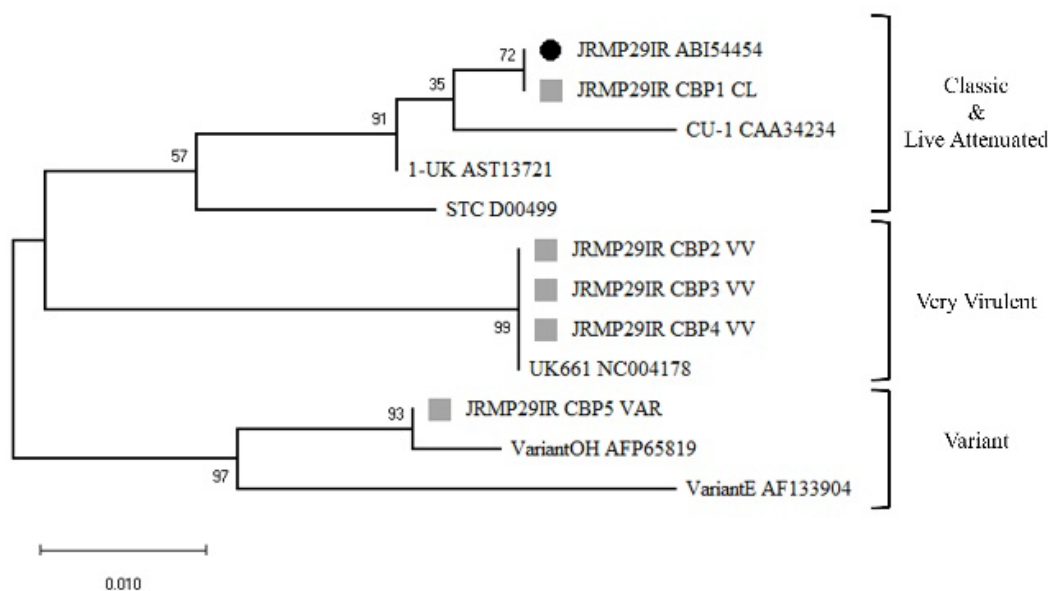 72
JRMP29IR ABI54454
JRMP29IR CBP1 CL
35
CU-1 CAA34234
91
1-UK AST13721
57
STC D00499
Classic
&
Live Attenuated
JRMP29IR CBP2 VV
JRMP29IR CBP3 VV
JRMP29IR CBP4 VV
99
UK661 NC004178
Very Virulent
93
JRMP29IR CBP5 VAR
VariantOH AFP65819
97
VariantE AF133904
Variant
0.010